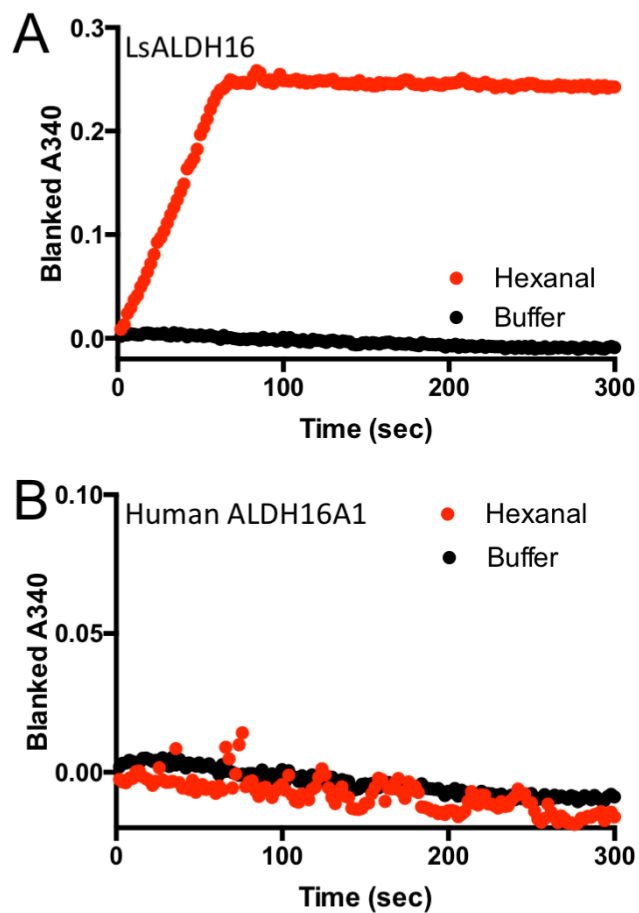 A
LsALDH16
0.3
0.2
0.1
0.0
Blanked A340
Hexanal
Buffer
0 100 200 300
Time (sec)
B
Human ALDH16A1
0.10
0.05
0.00
Blanked A340
Hexanal
Buffer
0 100 200 300
Time (sec)